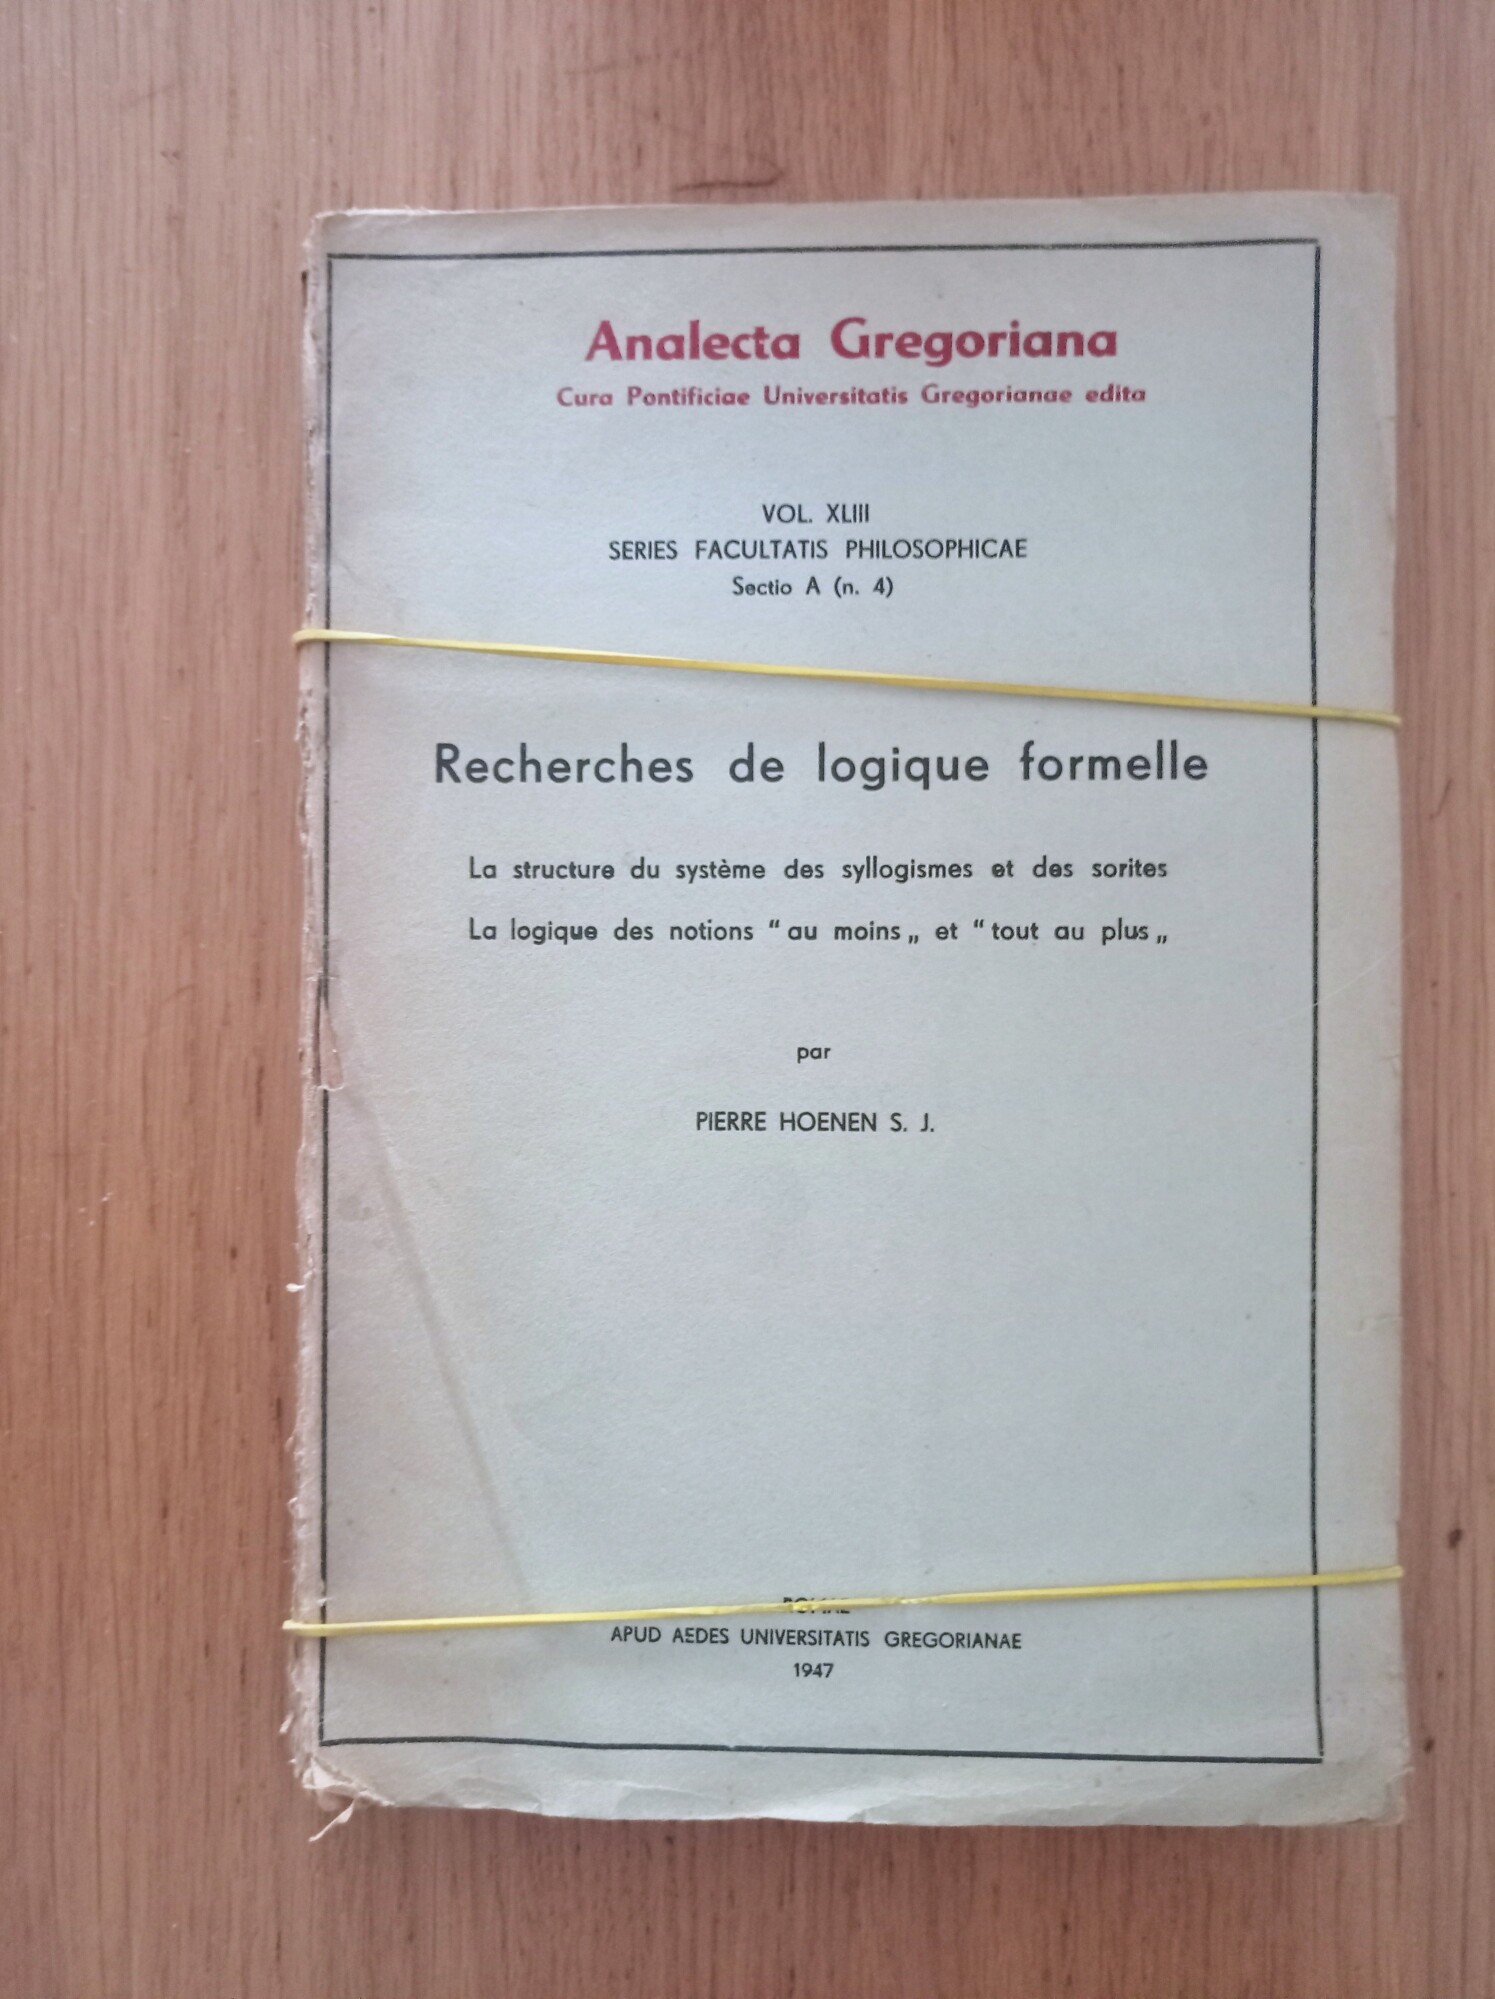 Analecta Gregoriana
Cura Pontificiae Universitatis Gregorianae edita
VOL. XLIII
SERIES FACULTATIS PHILOSOPHICAE
Sectio A (n. 4)
Recherches de logique formelle
La structure du système des syllogismes et des sorites
La logique des notions “ au moins „ et “ tout au plus „
par
PIERRE HOENEN S. J.
APUD AEDES UNIVERSITATIS GREGORIANAE
1947